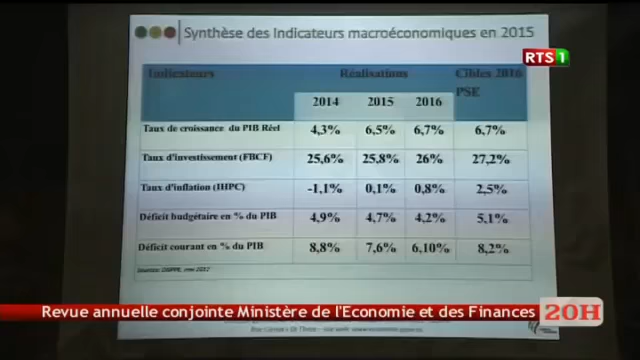 Synthèse des Indicateurs macroéconomiques en 2015
RTS1
Indicateurs Réalisations Cibles 2016
PSE
2014 2015 2016
Taux de croissance du PIB Réel 4,3% 6,5% 6,7% 6,7%
Taux d'investissement (FBCF) 25,6% 25,8% 26% 27,2%
Taux d'inflation (IHPC) -1,1% 0,1% 0,8% 2,5%
Déficit budgétaire en % du PIB 4,9% 4,7% 4,2% 5,1%
Déficit courant en % du PIB 8,8% 7,6% 6,10% 8,2%
2017
Revue annuelle conjointe Ministère de l'Economie et des Finances 20H